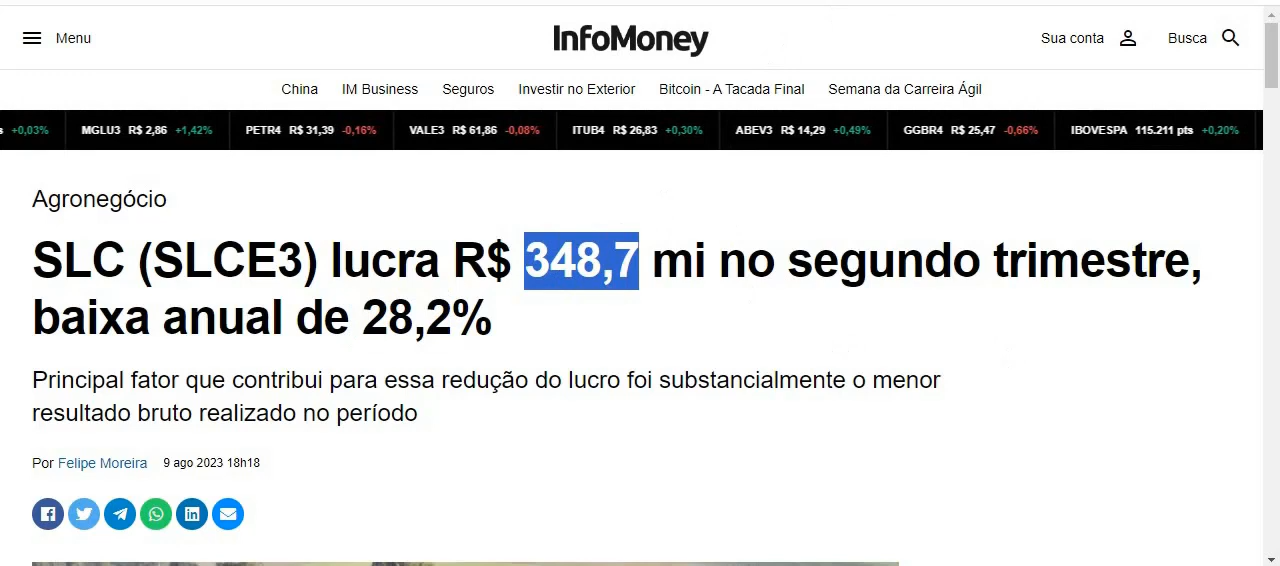 Menu
InfoMoney
Sua conta
Busca
China IM Business Seguros Investir no Exterior Bitcoin - A Tacada Final Semana da Carreira Ágil
+0,03% MGLU3 R$ 2,86 +1,42% PETR4 R$ 31,39 -0,16% VALE3 R$ 61,86 -0,08% ITUB4 R$ 26,83 +0,30% ABEV3 R$ 14,29 +0,49% GGBR4 R$ 25,47 -0,66% IBOVESPA 115.211 pts +0,20%
Agronegócio
SLC (SLCE3) lucra R$ 348,7 mi no segundo trimestre,
baixa anual de 28,2%
Principal fator que contribui para essa redução do lucro foi substancialmente o menor
resultado bruto realizado no período
Por Felipe Moreira 9 ago 2023 18h18